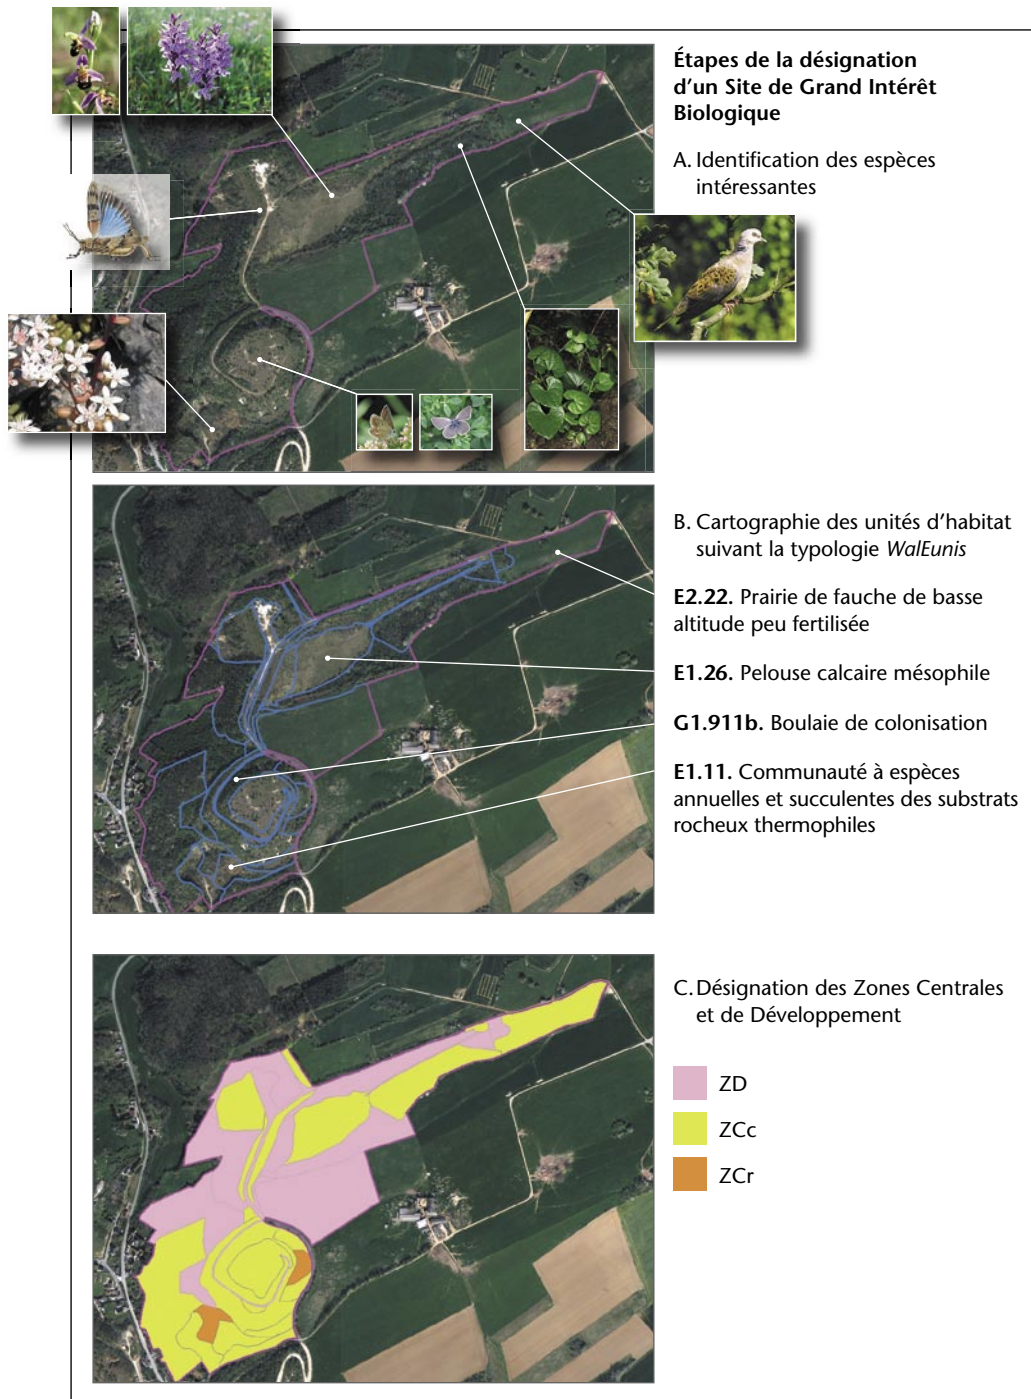 Étapes de la désignation
d'un Site de Grand Intérêt
Biologique
A. Identification des espèces
intéressantes
B. Cartographie des unités d'habitat
suivant la typologie WalEunis
E2.22. Prairie de fauche de basse
altitude peu fertilisée
E1.26. Pelouse calcaire mésophile
G1.911b. Boulaie de colonisation
E1.11. Communauté à espèces
annuelles et succulentes des substrats
rocheux thermophiles
C. Désignation des Zones Centrales
et de Développement
ZD
ZCc
ZCr